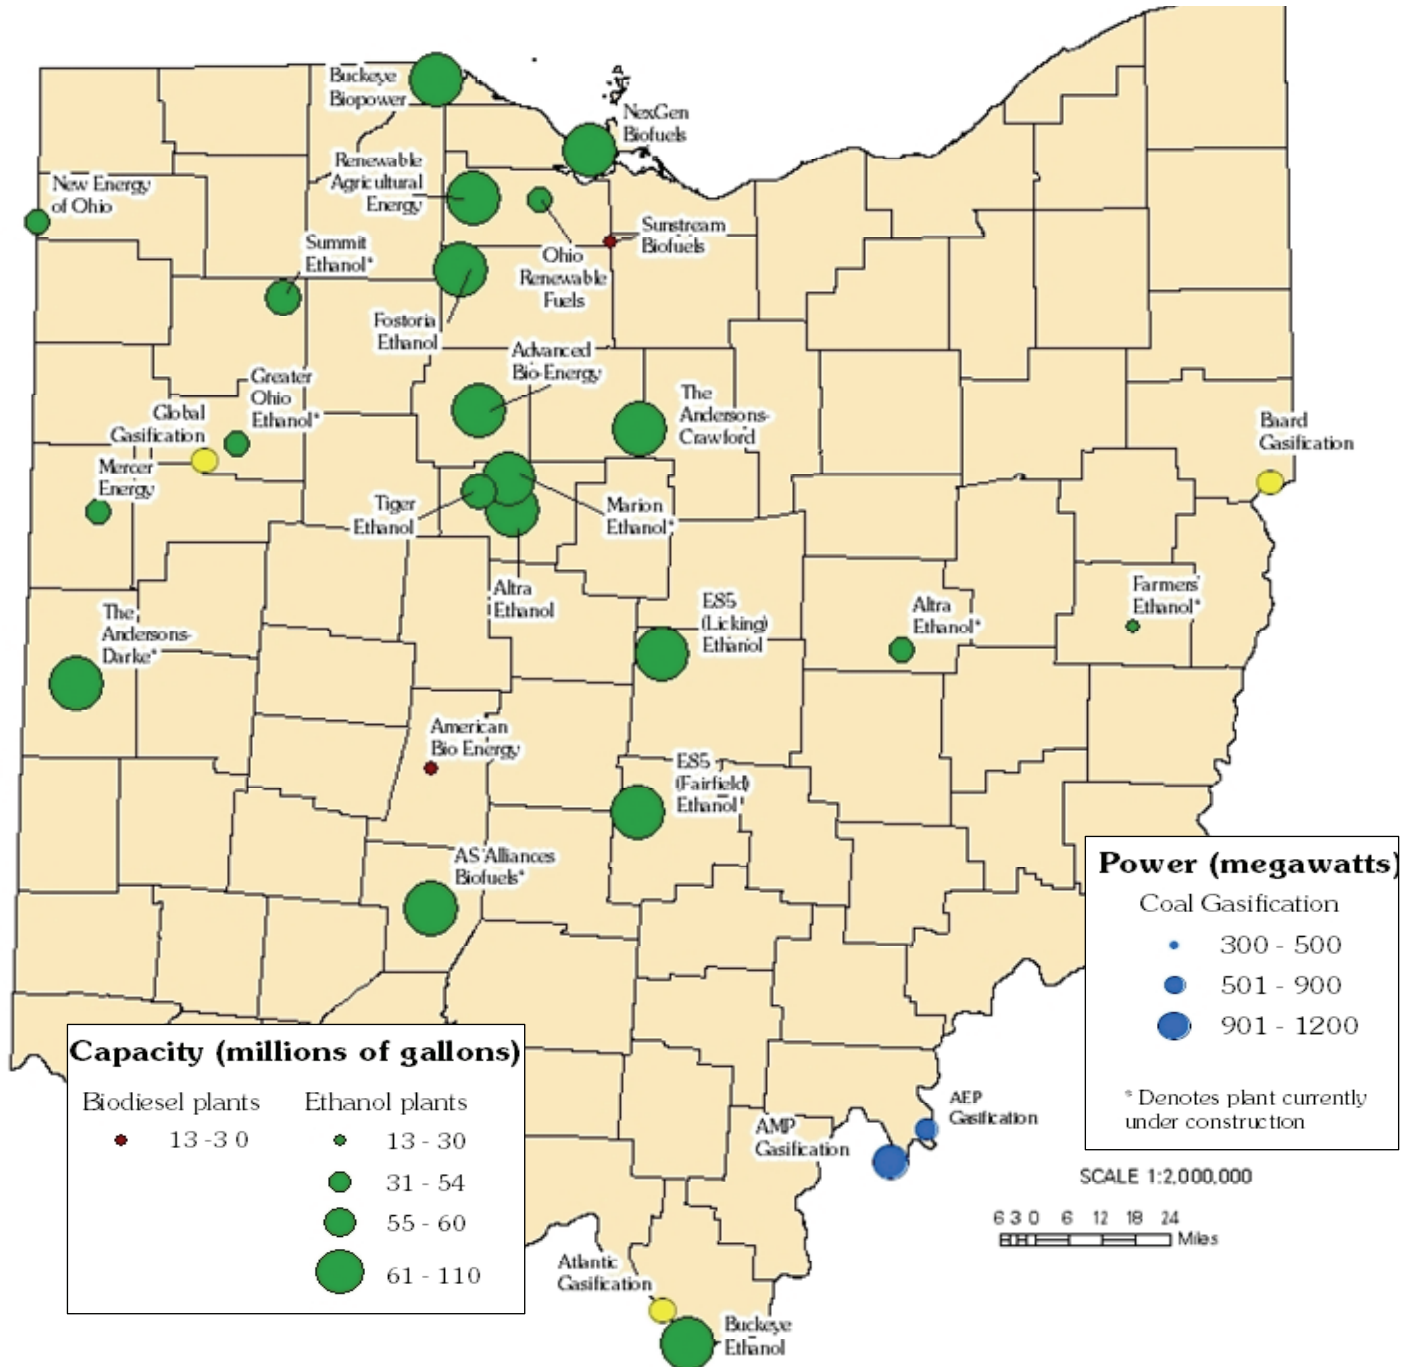 Buckeye
Biopower
NexGen
Biofuels
Renewable
Agricultural
Energy
New Energy
of Ohio
Sunstream
Biofuels
Summit
Ethanol*
Ohio
Renewable
Fuels
Fostoria
Ethanol
Advanced
Bio-Energy
Greater
Ohio
Ethanol*
The
Andersons-
Crawford
Global
Gasification
Baard
Gasification
Mercer
Energy
Tiger
Ethanol
Marion
Ethanol*
Altra
Ethanol
Farmers'
Ethanol*
E85
(Licking)
Ethanol
Altra
Ethanol*
The
Andersons-
Darke*
American
Bio Energy
E85
(Fairfield)
Ethanol
AS Alliances
Biofuels*
Power (megawatts)
Coal Gasification
300 - 500
501 - 900
901 - 1200
* Denotes plant currently
under construction
Capacity (millions of gallons)
Biodiesel plants
13 -3 0
Ethanol plants
13 - 30
31 - 54
55 - 60
61 - 110
AEP
Gasification
AMP
Gasification
SCALE 1:2,000,000
6 3 0 6 12 18 24
Miles
Atlantic
Gasification
Buckeye
Ethanol